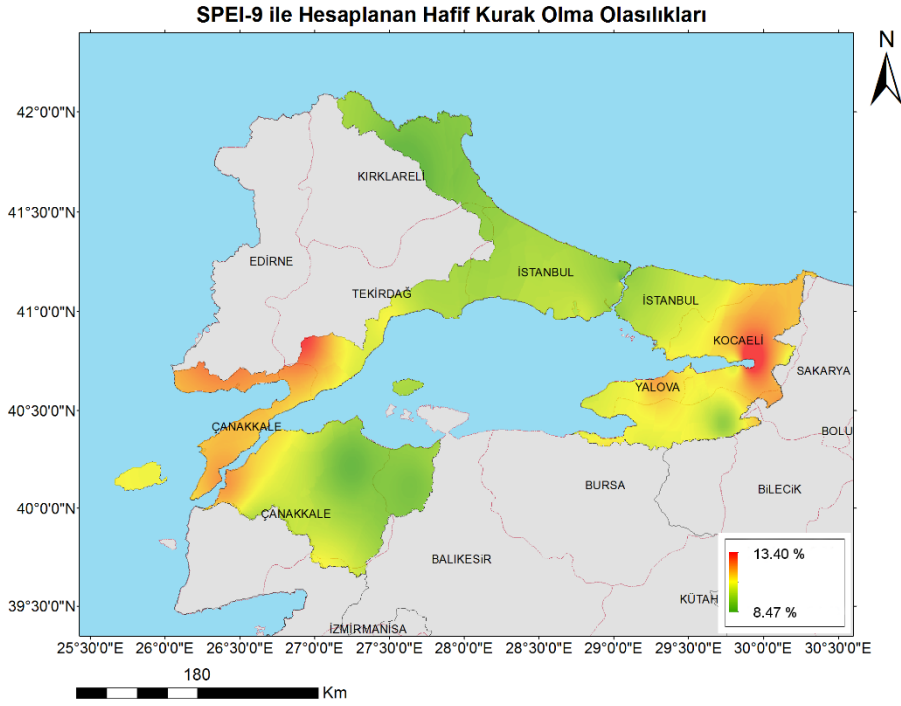 SPEI-9 ile Hesaplanan Hafif Kurak Olma Olasılıkları
N
42°0'0"N
KIRKLARELİ
41°30'0"N
EDİRNE
İSTANBUL
TEKİRDAĞ
İSTANBUL
41°0'0"N
KOCAELİ
SAKARYA
YALOVA
40°30'0"N
ÇANAKKALE
BOLU
BURSA
BİLECİK
40°0'0"N
ÇANAKKALE
BALIKESİR
13.40 %
8.47 %
KÜTAH
39°30'0"N
İZMİRMANİSA
25°30'0"E 26°0'0"E 26°30'0"E 27°0'0"E 27°30'0"E 28°0'0"E 28°30'0"E 29°0'0"E 29°30'0"E 30°0'0"E 30°30'0"E
180
Km